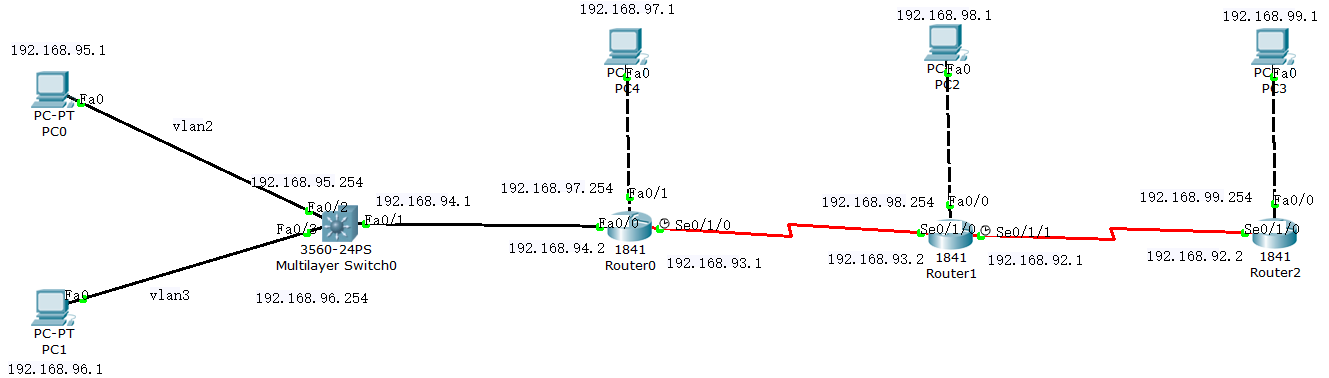 192.168.97.1
192.168.98.1
192.168.99.1
192.168.95.1
Fa0
PC-PT
PC0
Fa0
PC4
Fa0
PC2
Fa0
PC3
vlan2
192.168.95.254
Fa0/2
192.168.94.1
Fa0/1
Fa0/3
3560-24PS
Multilayer Switch0
192.168.97.254
Fa0/1
Fa0/0
Se0/1/0
192.168.94.2
1841
Router0
192.168.93.1
192.168.98.254
Fa0/0
Se0/1/0
Se0/1/1
192.168.93.2
1841
Router1
192.168.92.1
192.168.99.254
Fa0/0
Se0/1/0
192.168.92.2
1841
Router2
Fa0
vlan3
192.168.96.254
PC-PT
PC1
192.168.96.1